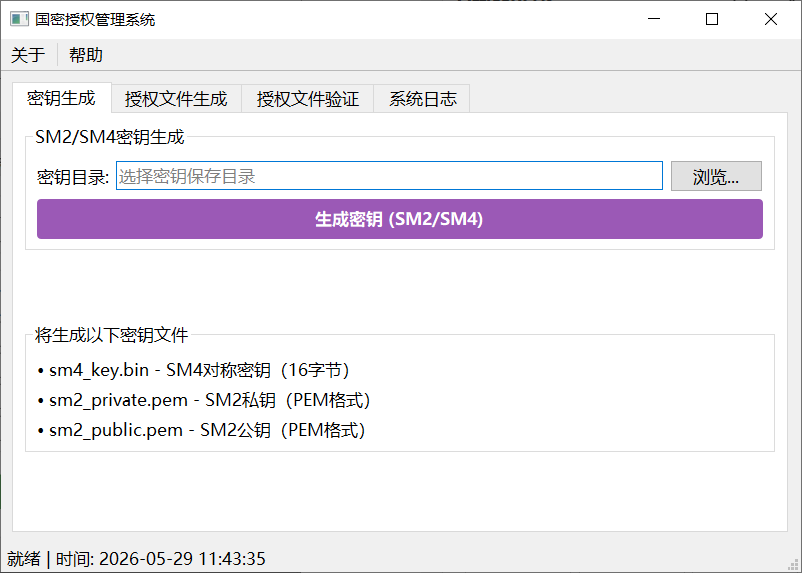 国密授权管理系统
关于 帮助
密钥生成 授权文件生成 授权文件验证 系统日志
SM2/SM4密钥生成
密钥目录: 选择密钥保存目录 浏览...
生成密钥 (SM2/SM4)
将生成以下密钥文件
• sm4_key.bin - SM4对称密钥（16字节）
• sm2_private.pem - SM2私钥（PEM格式）
• sm2_public.pem - SM2公钥（PEM格式）
就绪 | 时间: 2026-05-29 11:43:35